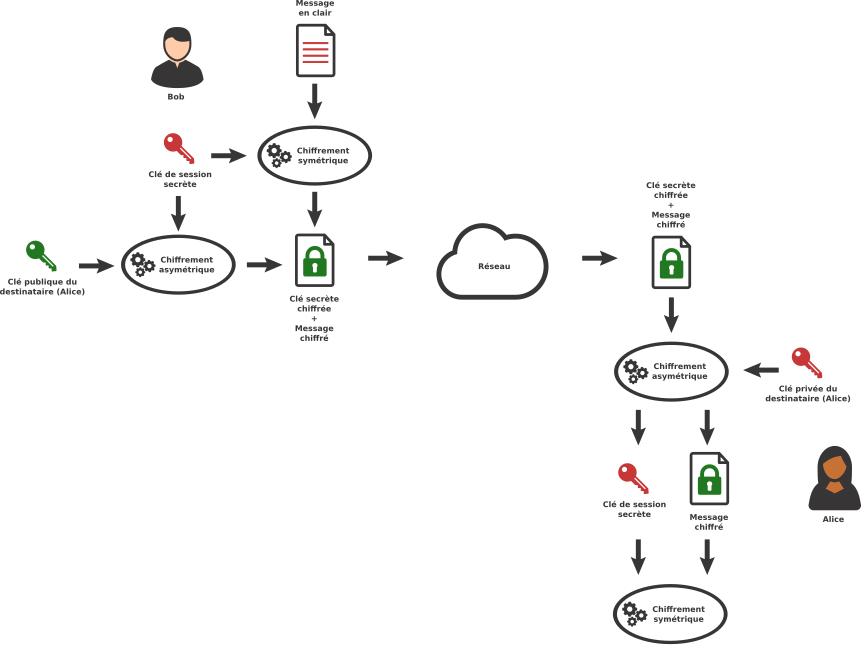 Message
en clair
Bob
Chiffrement
symétrique
Clé de session
secrète
Clé publique du
destinataire (Alice)
Chiffrement
asymétrique
Clé secrète
chiffrée
+
Message
chiffré
Réseau
Clé secrète
chiffrée
+
Message
chiffré
Chiffrement
asymétrique
Clé privée du
destinataire (Alice)
Clé de session
secrète
Message
chiffré
Alice
Chiffrement
symétrique